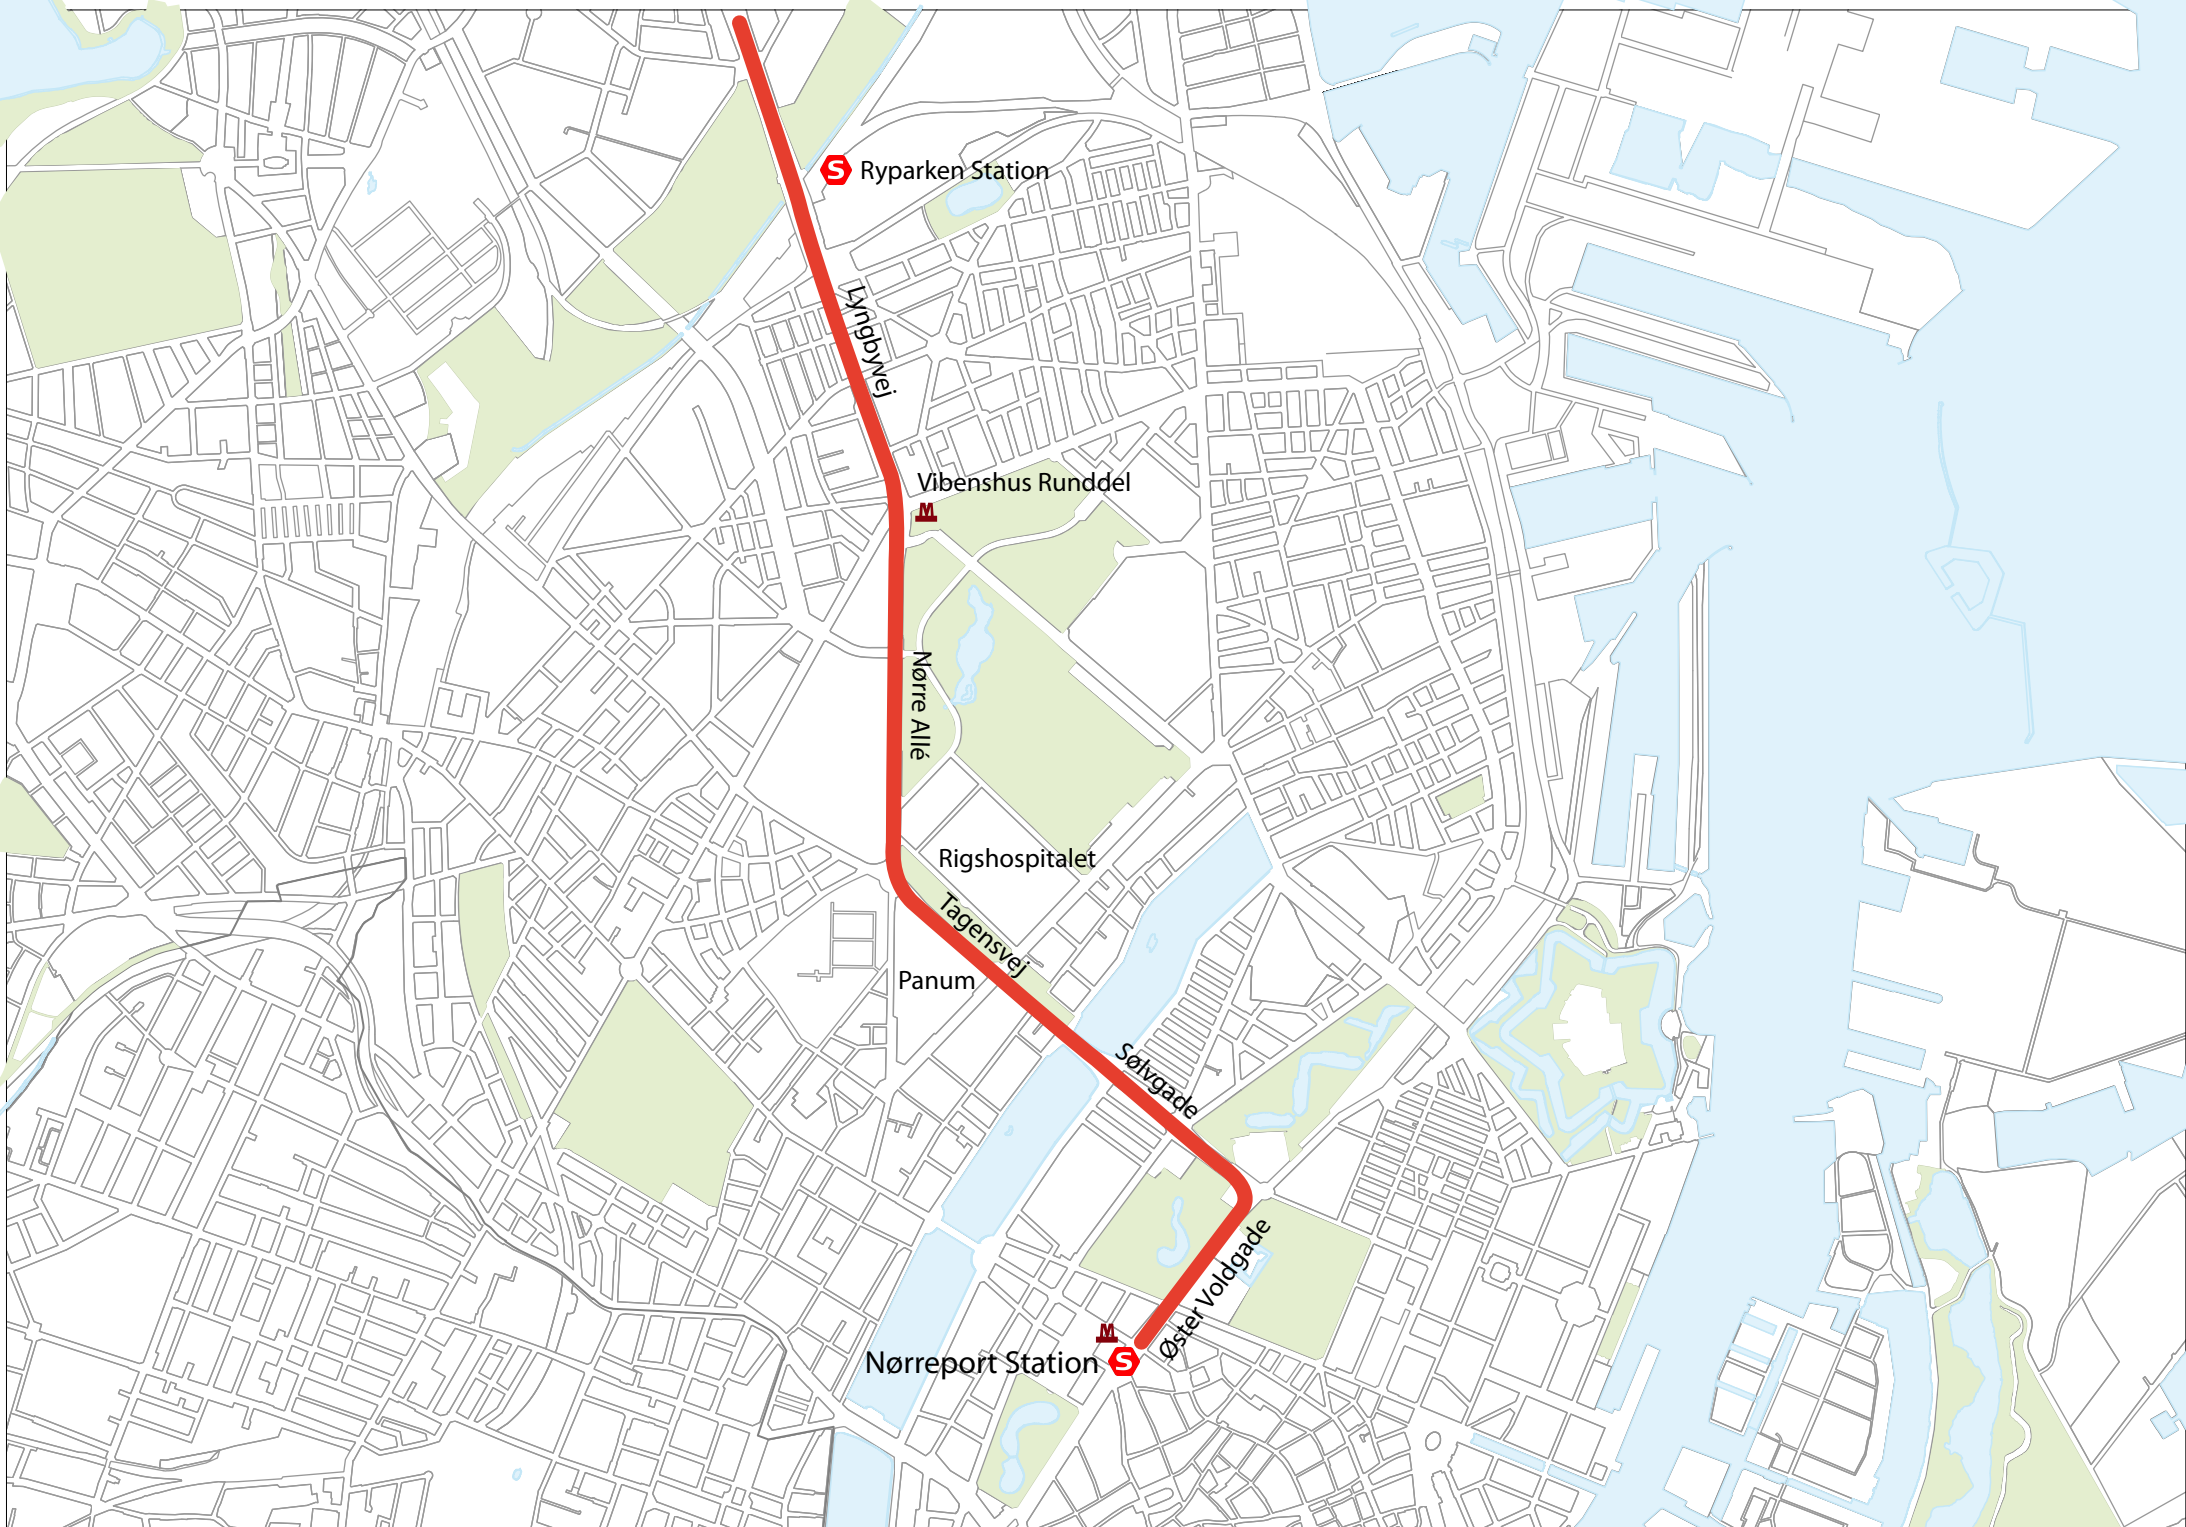 S Ryparken Station
Lyngbyvej
Vibenshus Runddel
M
Nørre Allé
Rigshospitalet
Tagensvej
Panum
Sølvgade
Øster Voldgade
M
Nørreport Station S